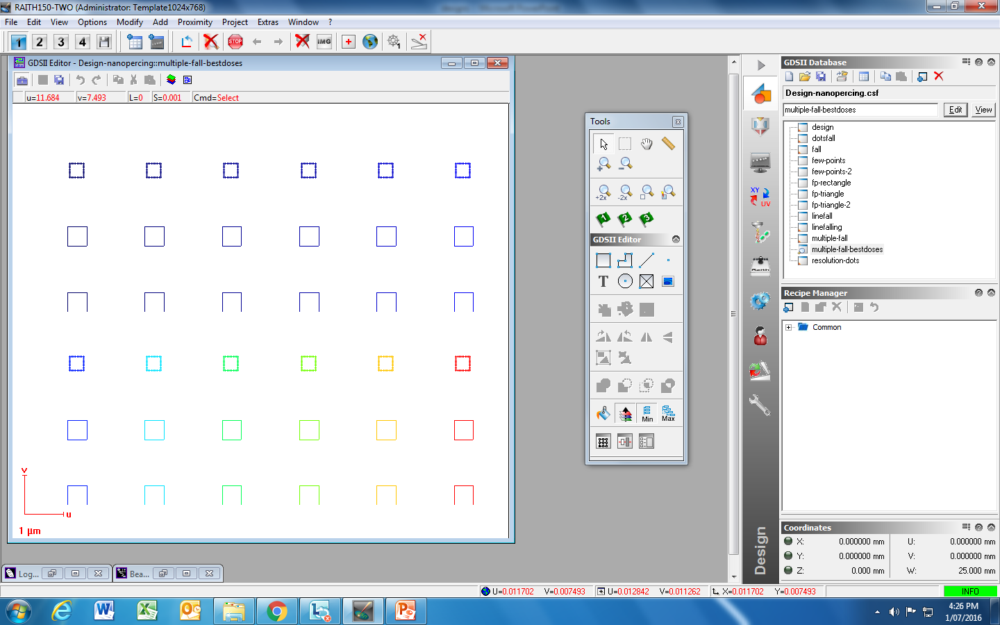 RAITH150-TWO (Administrator: Template1024x768)
File Edit View Options Modify Add Proximity Project Extras Window ?
1 2 3 4 STOP IMG 1
GDSII Editor - Design-nanopercing::multiple-fall-bestdoses
u=11.684 v=7.493 L=0 S=0.001 Cmd=Select
v
u
1 µm
Log... Bea...
Tools
+2x -2x
1 2 3
GDSII Editor
T
Min Max
XY
UV
Design
GDSII Database
Design-nanopercing.csf
multiple-fall-bestdoses Edit View
design
dotsfall
fall
few-points
few-points-2
fp-rectangle
fp-triangle
fp-triangle-2
linefall
linefalling
multiple-fall
multiple-fall-bestdoses
resolution-dots
Recipe Manager
Common
Coordinates
X: 0.000000 mm U: 0.000000 mm
Y: 0.000000 mm V: 0.000000 mm
Z: 0.000 mm W: 25.000 mm
U=0.011702 V=0.007493 U=0.012842 V=0.011262 X=0.011702 Y=0.007493 INFO
4:26 PM
1/07/2016